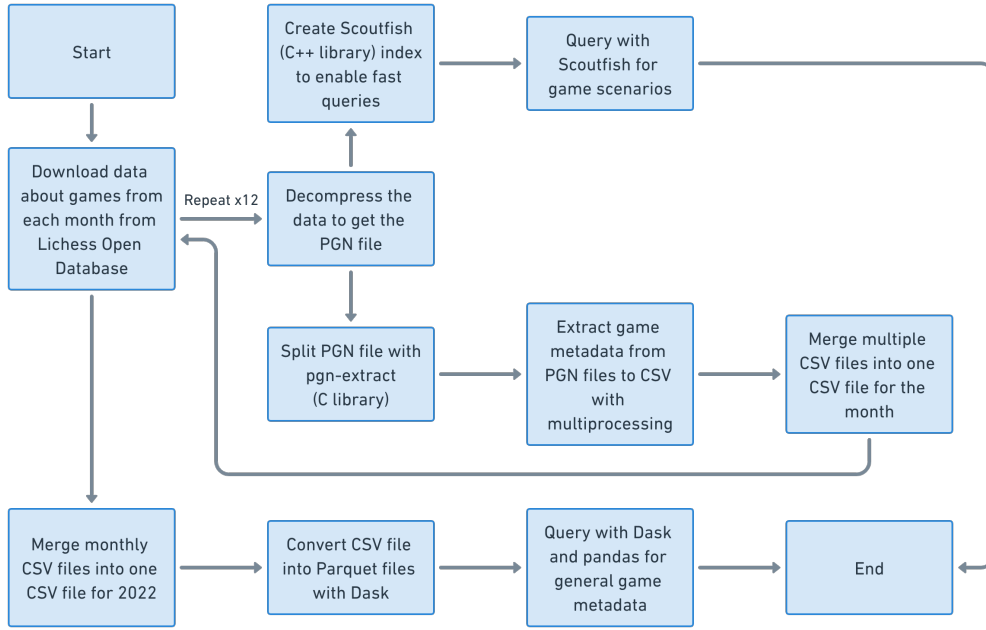 Start
Create Scoutfish
(C++ library) index
to enable fast
queries
Query with
Scoutfish for
game scenarios
Download data
about games from
each month from
Lichess Open
Database
Repeat x12
Decompress the
data to get the
PGN file
Split PGN file with
pgn-extract
(C library)
Extract game
metadata from
PGN files to CSV
with
multiprocessing
Merge multiple
CSV files into one
CSV file for the
month
Merge monthly
CSV files into one
CSV file for 2022
Convert CSV file
into Parquet files
with Dask
Query with Dask
and pandas for
general game
metadata
End